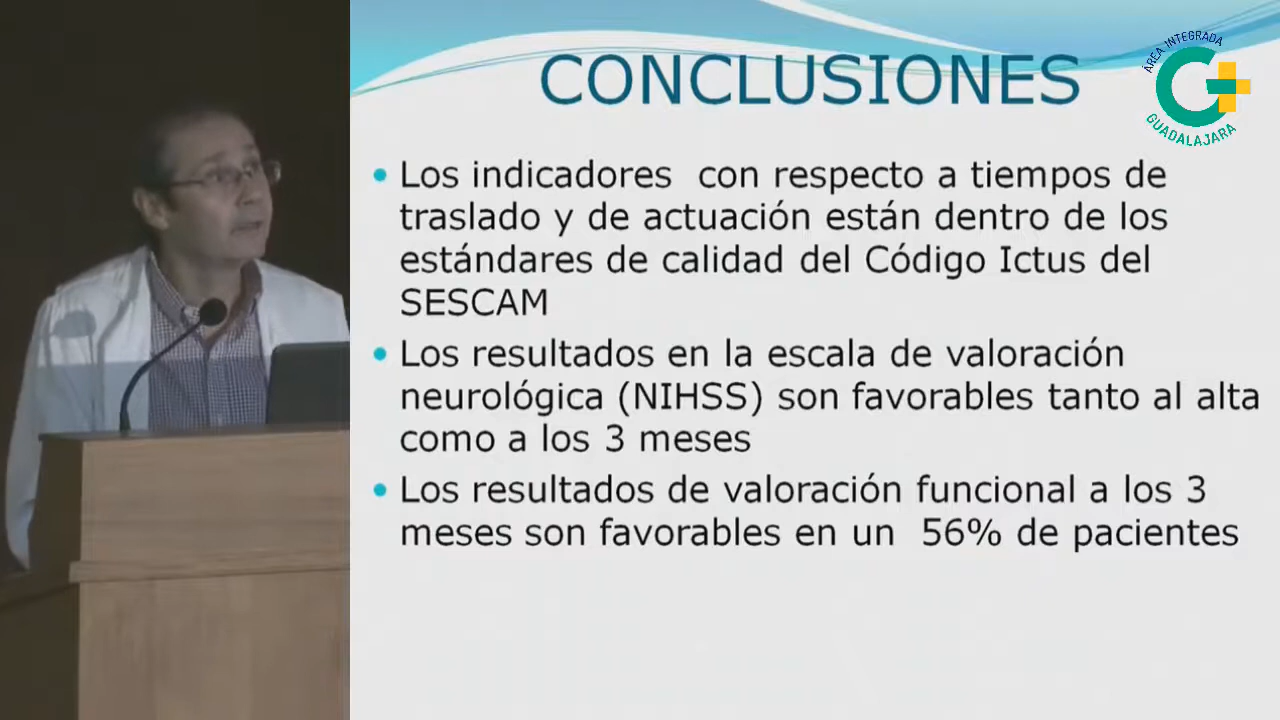 CONCLUSIONES
ÁREA INTEGRADA
G+
GUADALAJARA
Los indicadores  con respecto a tiempos de
traslado y de actuación están dentro de los
estándares de calidad del Código Ictus del
SESCAM
Los resultados en la escala de valoración
neurológica (NIHSS) son favorables tanto al alta
como a los 3 meses
Los resultados de valoración funcional a los 3
meses son favorables en un  56% de pacientes